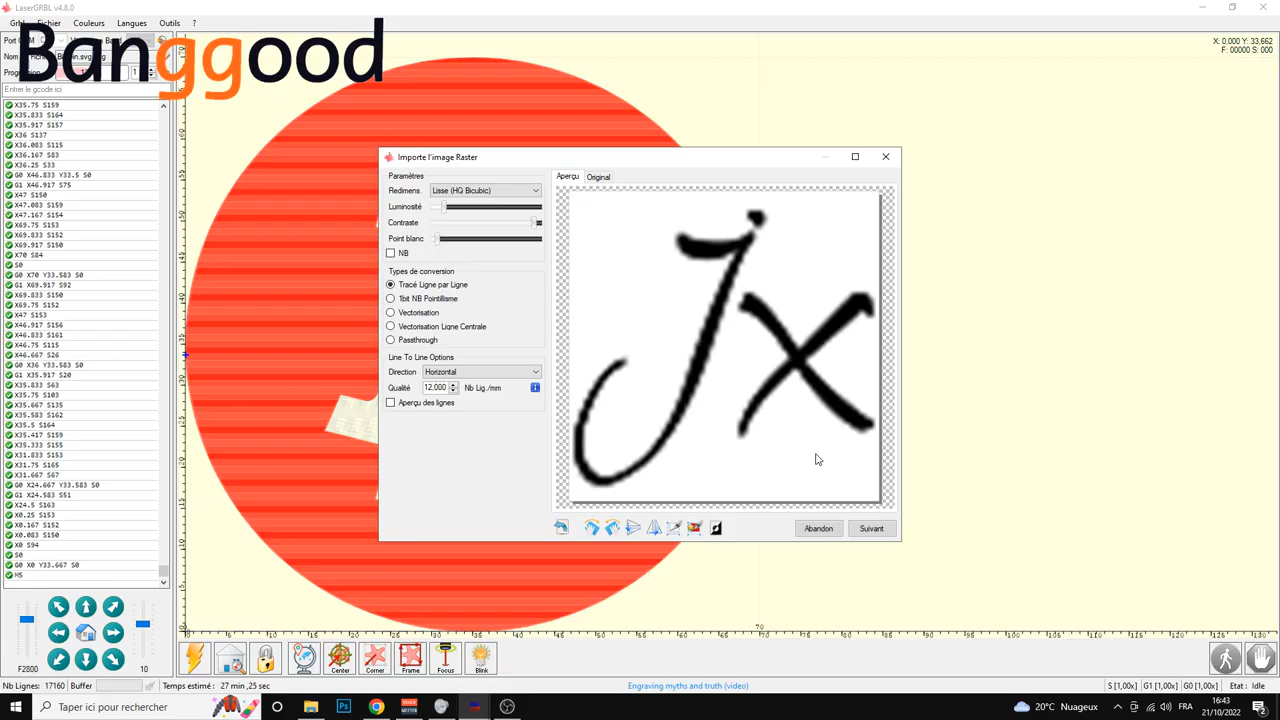 LaserGRBL v4.8.0
Grbl Fichier Couleurs Langues Outils ?
Banggood
X: 0,000 Y: 33,662
F: 00000 S: 000
Entrer le gcode ici
X35.75 S159
X35.833 S164
X35.917 S157
X36 S137
X36.083 S115
X36.167 S83
X36.25 S33
G0 X46.833 Y33.5 S0
G1 X46.917 S75
X47 S150
X47.083 S159
X47.167 S154
X69.75 S153
X69.833 S152
X69.917 S150
X70 S84
S0
G0 X70 Y33.583 S0
G1 X69.917 S92
X69.833 S150
X69.75 S152
X47 S153
X46.917 S156
X46.833 S161
X46.75 S115
X46.667 S26
G0 X36 Y33.583 S0
G1 X35.917 S20
X35.833 S63
X35.75 S103
X35.667 S135
X35.583 S162
X35.5 S164
X35.417 S159
X35.333 S155
X31.833 S153
X31.75 S165
X31.667 S67
G0 X24.667 Y33.583 S0
G1 X24.583 S51
X24.5 S163
X0.25 S153
X0.167 S152
X0.083 S150
X0 S94
S0
G0 X0 Y33.667 S0
M5
Importe l'image Raster
Paramètres
Redimens. Lisse (HQ Bicubic)
Luminosité
Contraste
Point blanc
NB
Types de conversion
Tracé Ligne par Ligne
1bit NB Pointillisme
Vectorisation
Vectorisation Ligne Centrale
Passthrough
Line To Line Options
Direction Horizontal
Qualité 12,000 Nb Lig./mm
Aperçu des lignes
Aperçu Original
Jx
Abandon Suivant
F2800 10
Center Corner Frame Focus Blink
Nb Lignes: 17160 Buffer Temps estimé : 27 min ,25 sec
Engraving myths and truth (video)
S [1,00x] G1 [1,00x] G0 [1,00x] Etat : Idle
Taper ici pour rechercher
20°C Nuageux FRA 16:43
21/10/2022